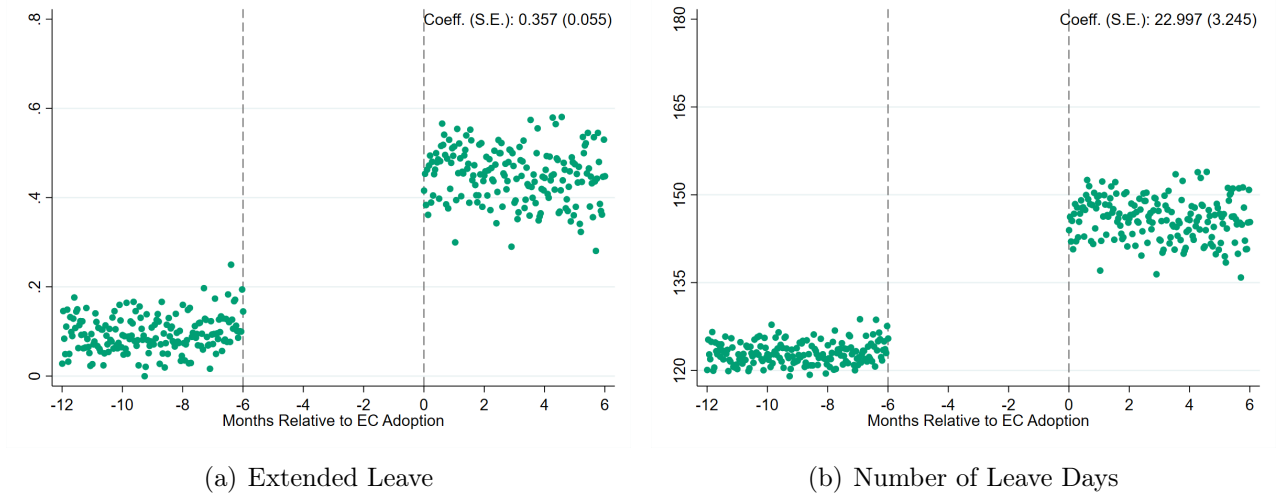 Coeff. (S.E.): 0.357 (0.055)
.8
.6
.4
.2
0
-12 -10 -8 -6 -4 -2 0 2 4 6
Months Relative to EC Adoption
(a) Extended Leave
Coeff. (S.E.): 22.997 (3.245)
180
165
150
135
120
-12 -10 -8 -6 -4 -2 0 2 4 6
Months Relative to EC Adoption
(b) Number of Leave Days